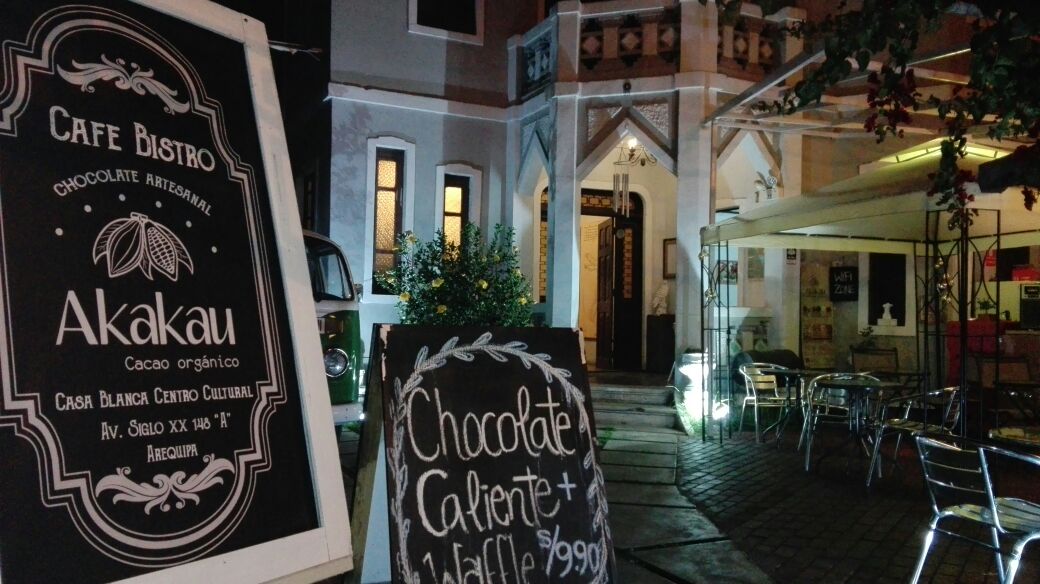 CAFE BISTRO
CHOCOLATE ARTESANAL
AKAKAU
Cacao orgánico
CASA BLANCA CENTRO CULTURAL
AV. SIGLO XX 148 "A"
AREQUIPA
Chocolate
Caliente +
Waffle S/9.90
WIFI
ZONE